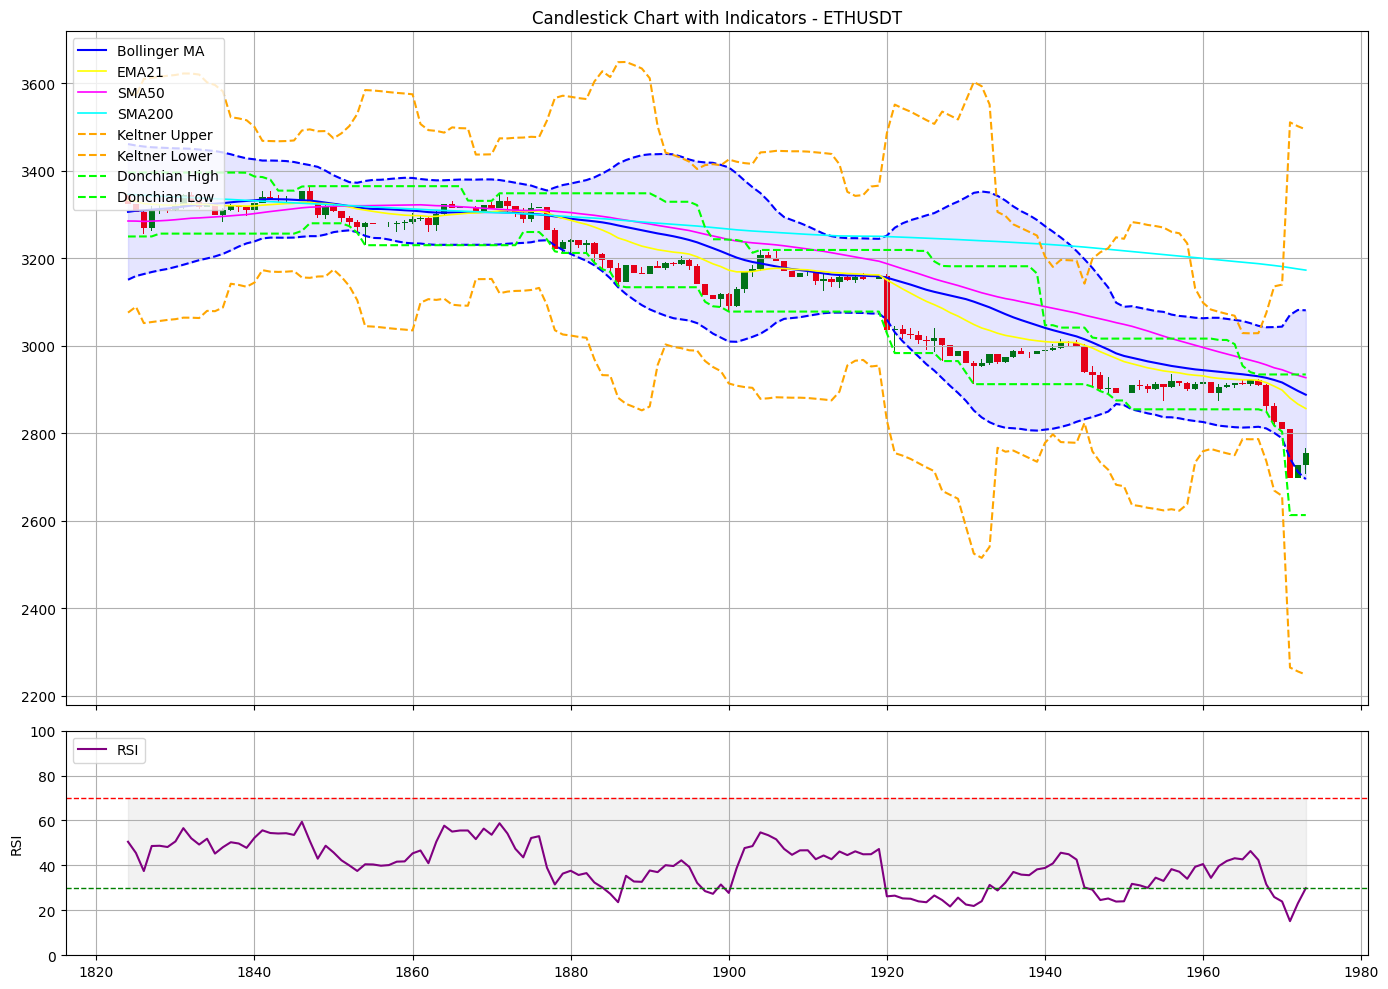 Candlestick Chart with Indicators - ETHUSDT
Bollinger MA
EMA21
SMA50
SMA200
Keltner Upper
Keltner Lower
Donchian High
Donchian Low
3600
3400
3200
3000
2800
2600
2400
2200
RSI
100
80
60
40
20
0
RSI
1820
1840
1860
1880
1900
1920
1940
1960
1980